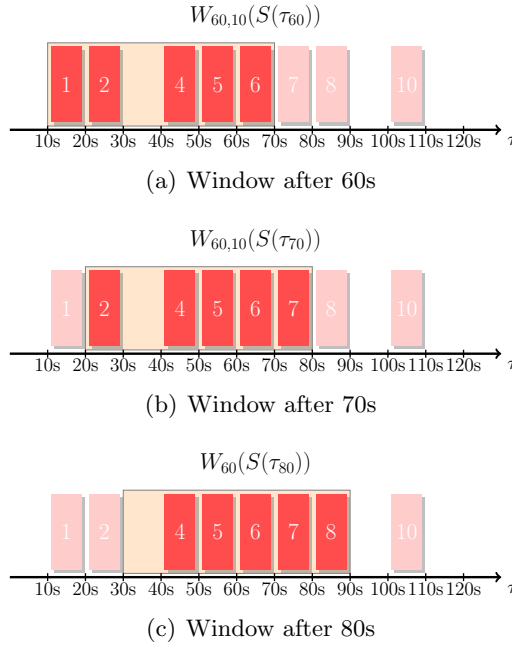 W60,10(S(τ60))
1 2 4 5 6 7 8 10
10s 20s 30s 40s 50s 60s 70s 80s 90s 100s 110s 120s τ
(a) Window after 60s
W60,10(S(τ70))
1 2 4 5 6 7 8 10
10s 20s 30s 40s 50s 60s 70s 80s 90s 100s 110s 120s τ
(b) Window after 70s
W60(S(τ80))
1 2 4 5 6 7 8 10
10s 20s 30s 40s 50s 60s 70s 80s 90s 100s 110s 120s τ
(c) Window after 80s